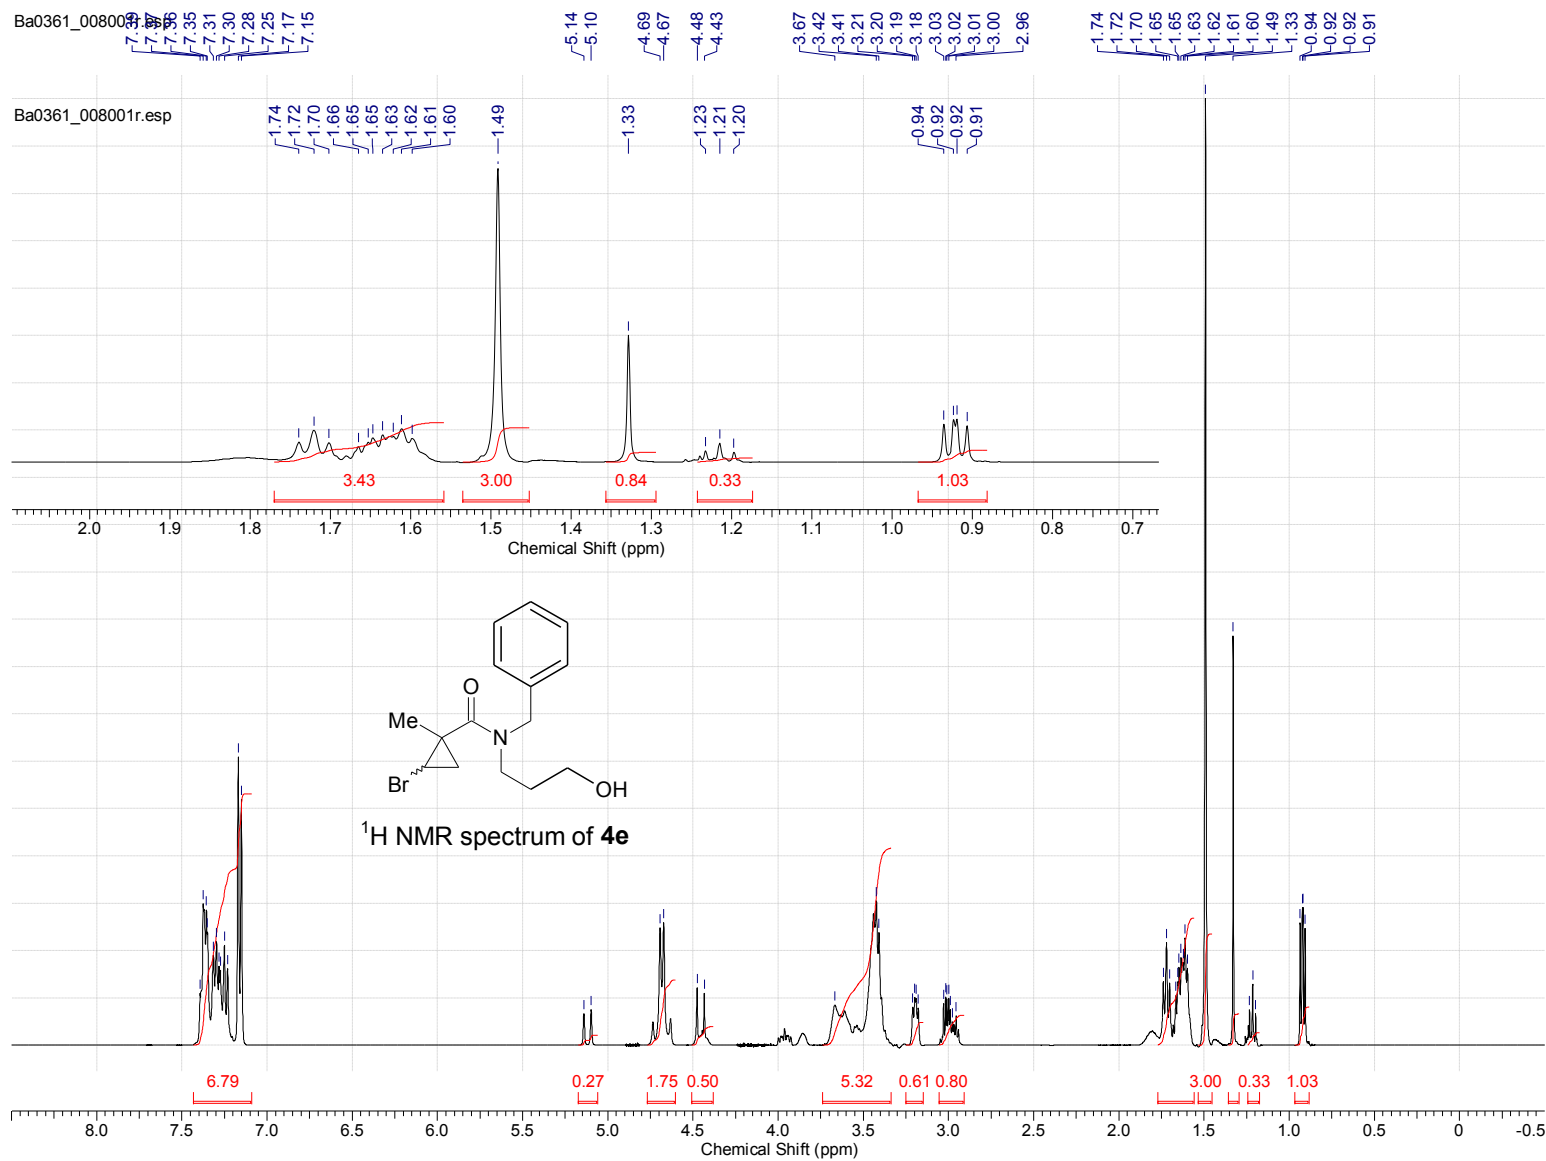 Ba0361_008001r.esp
7.39 7.37 7.36 7.35 7.31 7.30 7.28 7.25 7.17 7.15 5.14 5.10 4.69 4.67 4.48 4.43 3.67 3.42 3.41 3.21 3.20 3.19 3.18 3.03 3.02 3.01 3.00 2.96 1.74 1.72 1.70 1.65 1.65 1.63 1.62 1.61 1.60 1.49 1.33 0.94 0.92 0.92 0.91
Ba0361_008001r.esp
1.74 1.72 1.70 1.66 1.65 1.65 1.63 1.62 1.61 1.60 1.49 1.33 1.23 1.21 1.20 0.94 0.92 0.92 0.91
3.43 3.00 0.84 0.33 1.03
2.0 1.9 1.8 1.7 1.6 1.5 1.4 1.3 1.2 1.1 1.0 0.9 0.8 0.7
Chemical Shift (ppm)
O
Me
N
Br
OH
1H NMR spectrum of 4e
6.79 0.27 1.75 0.50 5.32 0.61 0.80 3.00 0.33 1.03
8.0 7.5 7.0 6.5 6.0 5.5 5.0 4.5 4.0 3.5 3.0 2.5 2.0 1.5 1.0 0.5 0 -0.5
Chemical Shift (ppm)